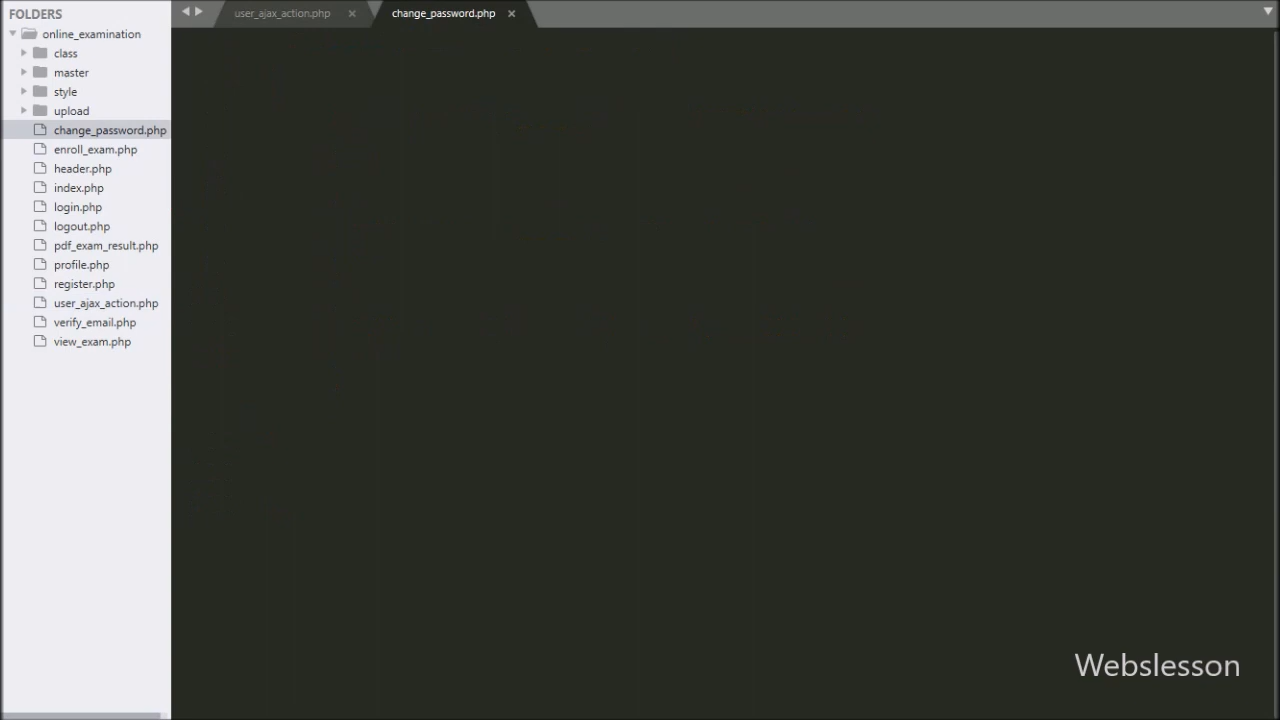 FOLDERS
online_examination
class
master
style
upload
change_password.php
enroll_exam.php
header.php
index.php
login.php
logout.php
pdf_exam_result.php
profile.php
register.php
user_ajax_action.php
verify_email.php
view_exam.php
user_ajax_action.php
change_password.php
Webslesson